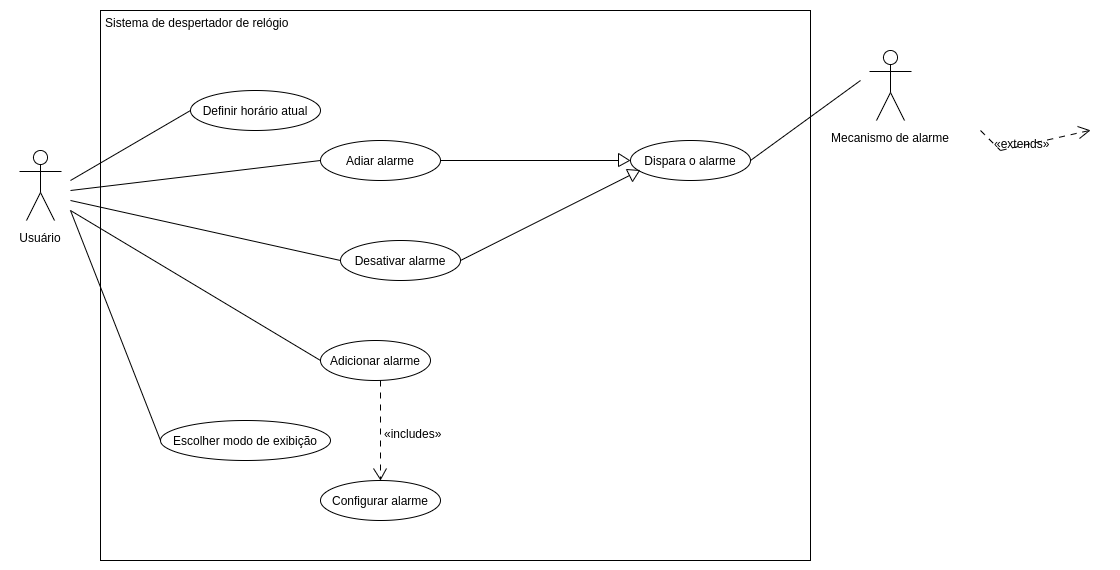 Sistema de despertador de relógio
Definir horário atual
Adiar alarme
Dispara o alarme
Mecanismo de alarme
«extends»
Usuário
Desativar alarme
Adicionar alarme
«includes»
Escolher modo de exibição
Configurar alarme